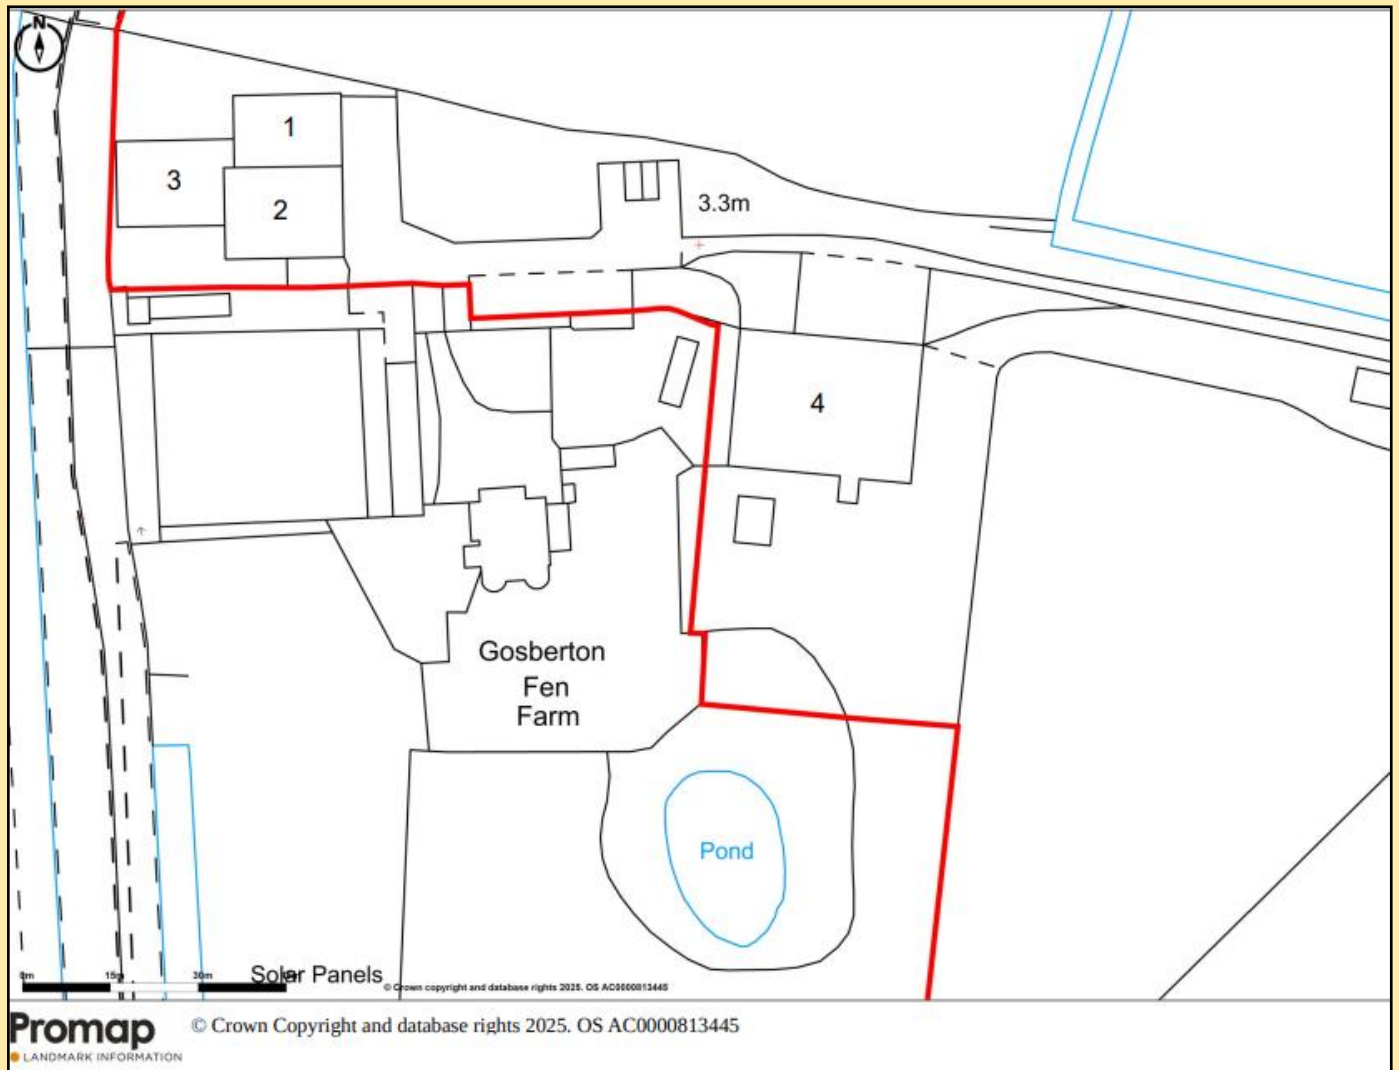 N
1
3
2
3.3m
4
Gosberton
Fen
Farm
Pond
Solar Panels
0m 15m 30m
© Crown copyright and database rights 2025. OS AC0000813445
Promap
LANDMARK INFORMATION
© Crown Copyright and database rights 2025. OS AC0000813445